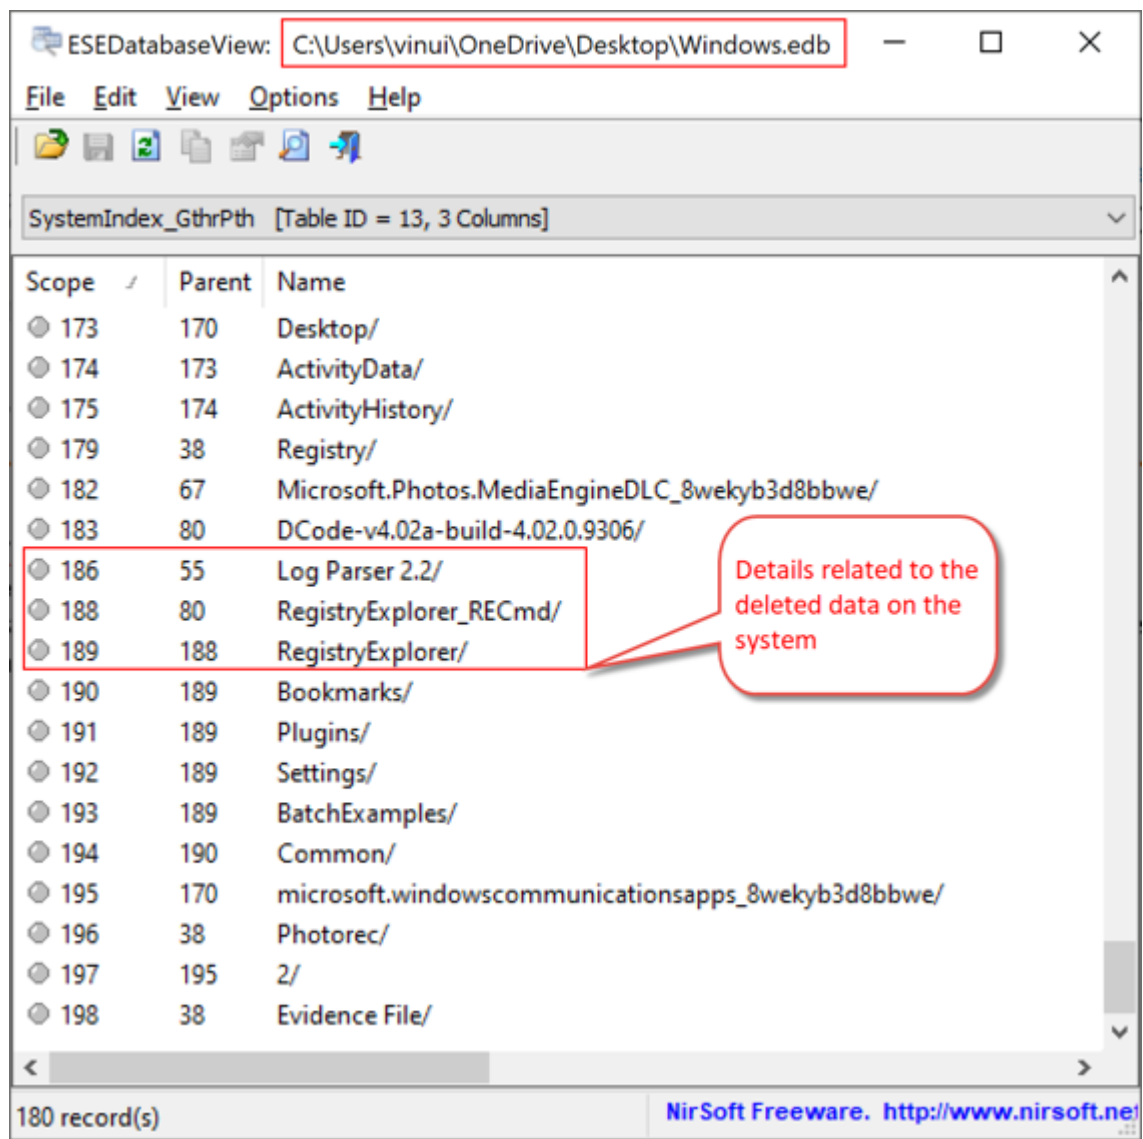 ESEDatabaseView: C:\Users\vinui\OneDrive\Desktop\Windows.edb
File Edit View Options Help
SystemIndex_GthrPth [Table ID = 13, 3 Columns]
Scope Parent Name
173 170 Desktop/
174 173 ActivityData/
175 174 ActivityHistory/
179 38 Registry/
182 67 Microsoft.Photos.MediaEngineDLC_8wekyb3d8bbwe/
183 80 DCode-v4.02a-build-4.02.0.9306/
186 55 Log Parser 2.2/
188 80 RegistryExplorer_RECmd/
189 188 RegistryExplorer/
Details related to the
deleted data on the
system
190 189 Bookmarks/
191 189 Plugins/
192 189 Settings/
193 189 BatchExamples/
194 190 Common/
195 170 microsoft.windowscommunicationsapps_8wekyb3d8bbwe/
196 38 Photorec/
197 195 2/
198 38 Evidence File/
180 record(s) NirSoft Freeware. http://www.nirsoft.net